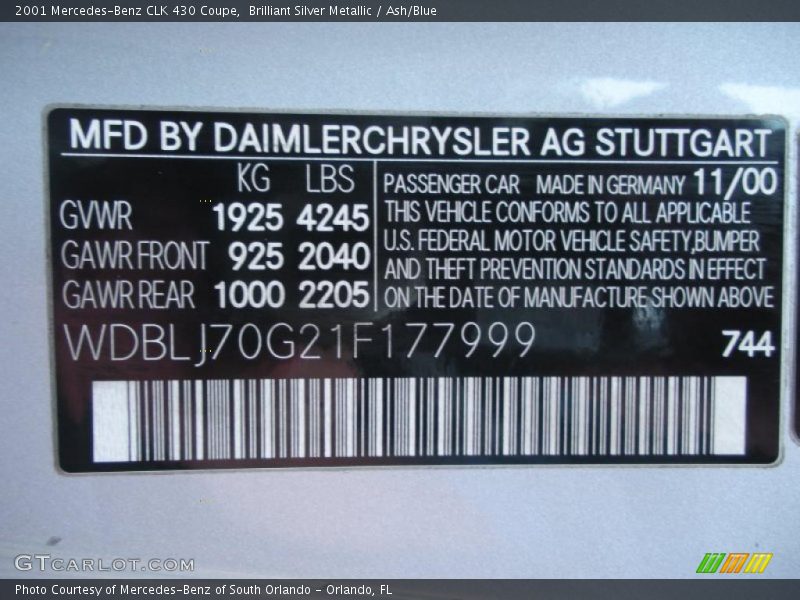 2001 Mercedes-Benz CLK 430 Coupe,  Brilliant Silver Metallic / Ash/Blue
MFD BY DAIMLERCHRYSLER AG STUTTGART
KG LBS
GVWR 1925 4245
GAWR FRONT 925 2040
GAWR REAR 1000 2205
PASSENGER CAR MADE IN GERMANY 11/00
THIS VEHICLE CONFORMS TO ALL APPLICABLE
U.S. FEDERAL MOTOR VEHICLE SAFETY,BUMPER
AND THEFT PREVENTION STANDARDS IN EFFECT
ON THE DATE OF MANUFACTURE SHOWN ABOVE
WDBLJ70G21F177999 744
GTCARLOT.COM
Photo Courtesy of Mercedes-Benz of South Orlando - Orlando, FL